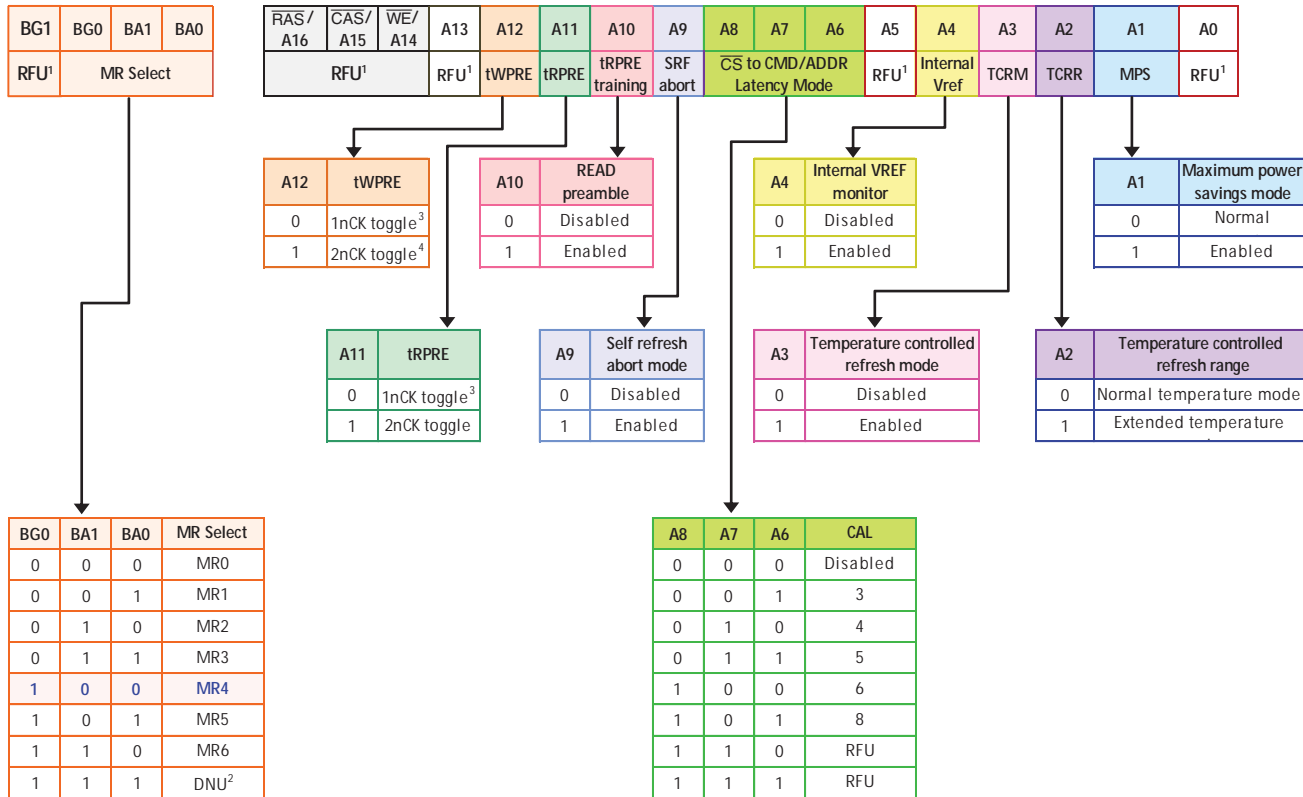 BG1 BG0 BA1 BA0
RFU¹ MR Select
RAS/ A16 CAS/ A15 WE/ A14 A13 A12 A11 A10 A9 A8 A7 A6 A5 A4 A3 A2 A1 A0
RFU¹ RFU¹ tWPRE tRPRE tRPRE training SRF abort CS to CMD/ADDR Latency Mode RFU¹ Internal Vref TCRM TCRR MPS RFU¹
A12 tWPRE
0 1nCK toggle³
1 2nCK toggle⁴
A10 READ preamble
0 Disabled
1 Enabled
A4 Internal VREF monitor
0 Disabled
1 Enabled
A1 Maximum power savings mode
0 Normal
1 Enabled
A11 tRPRE
0 1nCK toggle³
1 2nCK toggle
A9 Self refresh abort mode
0 Disabled
1 Enabled
A3 Temperature controlled refresh mode
0 Disabled
1 Enabled
A2 Temperature controlled refresh range
0 Normal temperature mode
1 Extended temperature
BG0 BA1 BA0 MR Select
0 0 0 MR0
0 0 1 MR1
0 1 0 MR2
0 1 1 MR3
1 0 0 MR4
1 0 1 MR5
1 1 0 MR6
1 1 1 DNU²
A8 A7 A6 CAL
0 0 0 Disabled
0 0 1 3
0 1 0 4
0 1 1 5
1 0 0 6
1 0 1 8
1 1 0 RFU
1 1 1 RFU